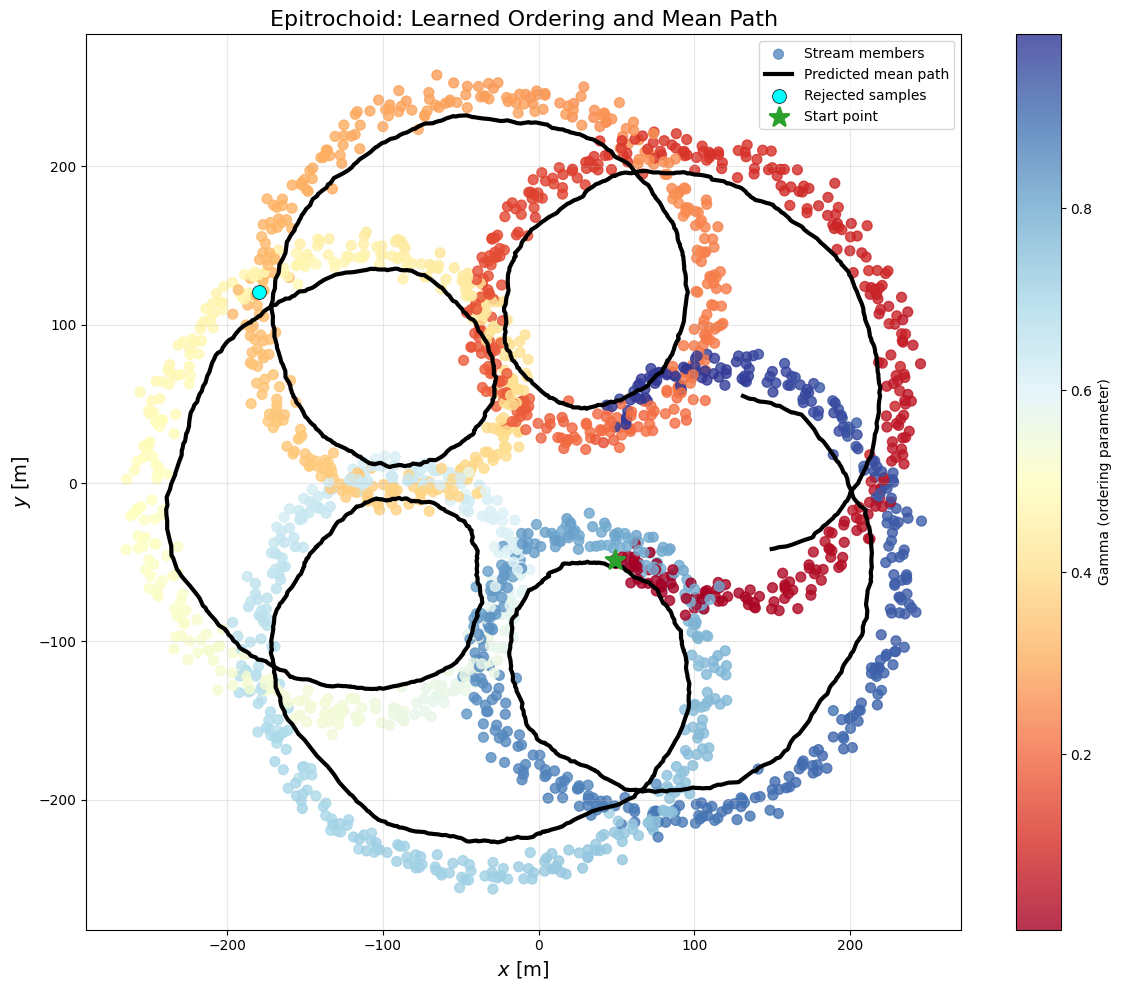 Epitrochoid: Learned Ordering and Mean Path
Stream members
Predicted mean path
Rejected samples
Start point
200
100
0
−100
−200
y [m]
−200
−100
0
100
200
x [m]
0.8
0.6
0.4
0.2
Gamma (ordering parameter)